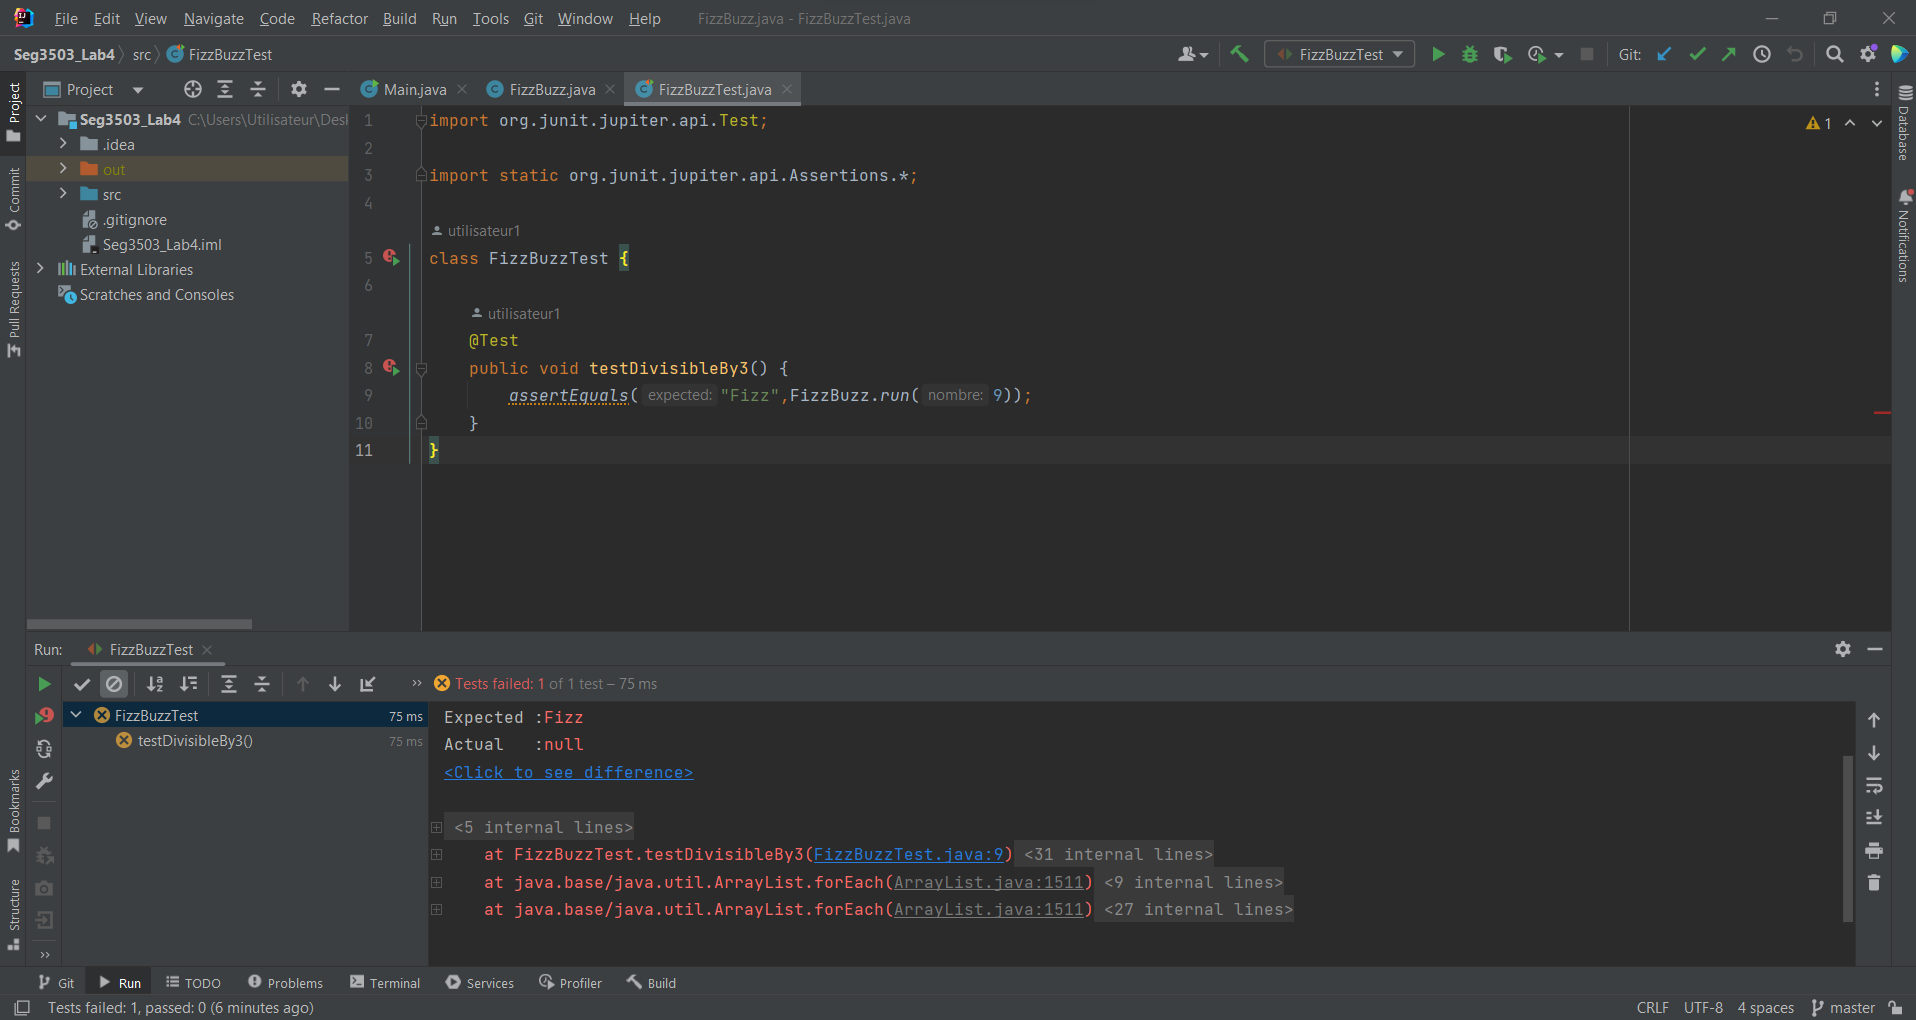 File Edit View Navigate Code Refactor Build Run Tools Git Window Help FizzBuzz.java - FizzBuzzTest.java
Seg3503_Lab4 src FizzBuzzTest FizzBuzzTest Git:
Project Main.java FizzBuzz.java FizzBuzzTest.java
Project
Commit
Pull Requests
Bookmarks
Structure
Database
Notifications
Seg3503_Lab4 C:\Users\Utilisateur\Desk
.idea
out
src
.gitignore
Seg3503_Lab4.iml
External Libraries
Scratches and Consoles
1 import org.junit.jupiter.api.Test;
2
3 import static org.junit.jupiter.api.Assertions.*;
4
utilisateur1
5 class FizzBuzzTest {
6
utilisateur1
7 @Test
8 public void testDivisibleBy3() {
9 assertEquals( expected: "Fizz",FizzBuzz.run( nombre: 9));
10 }
11 }
1
Run: FizzBuzzTest
Tests failed: 1 of 1 test – 75 ms
FizzBuzzTest 75 ms
testDivisibleBy3() 75 ms
Expected :Fizz
Actual :null
<Click to see difference>
<5 internal lines>
at FizzBuzzTest.testDivisibleBy3(FizzBuzzTest.java:9) <31 internal lines>
at java.base/java.util.ArrayList.forEach(ArrayList.java:1511) <9 internal lines>
at java.base/java.util.ArrayList.forEach(ArrayList.java:1511) <27 internal lines>
Git Run TODO Problems Terminal Services Profiler Build
Tests failed: 1, passed: 0 (6 minutes ago) CRLF UTF-8 4 spaces master